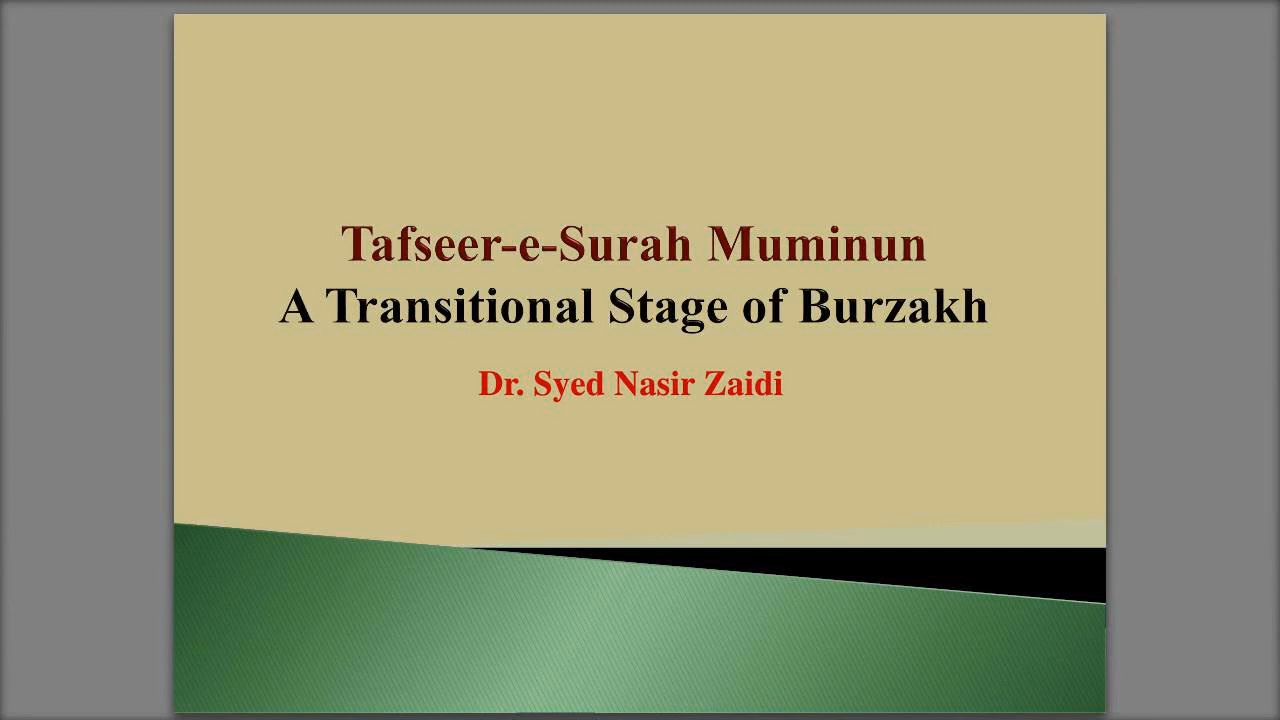 Tafseer-e-Surah Muminun
A Transitional Stage of Burzakh
Dr. Syed Nasir Zaidi